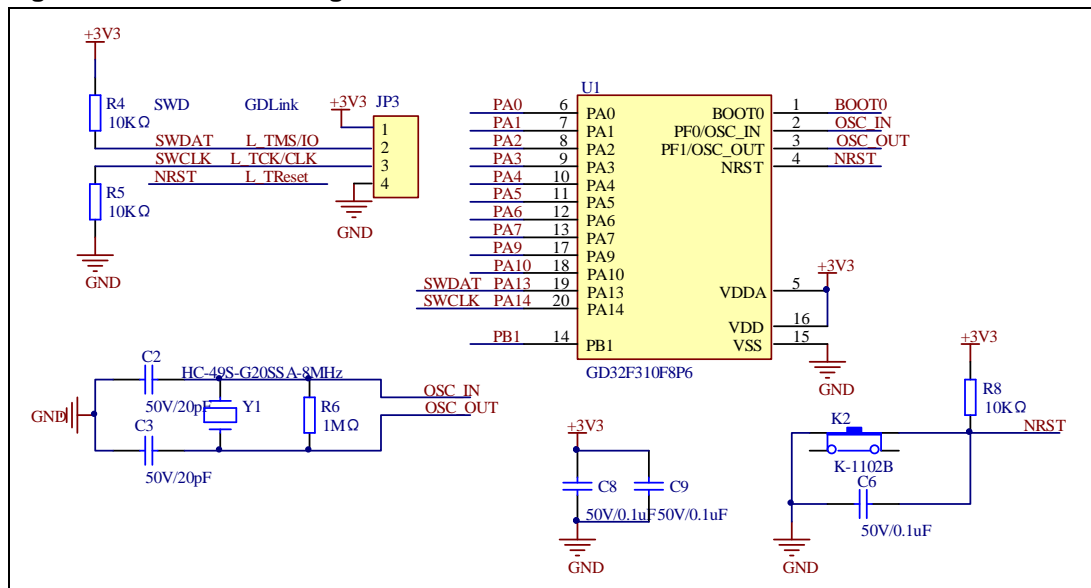 +3V3
R4
10KΩ
SWD GDLink
+3V3 JP3
1
SWDAT L_TMS/IO 2
SWCLK L_TCK/CLK 3
NRST L_TReset 4
R5
10KΩ
GND
GND
U1
PA0 6 PA0
PA1 7 PA1
PA2 8 PA2
PA3 9 PA3
PA4 10 PA4
PA5 11 PA5
PA6 12 PA6
PA7 13 PA7
PA9 17 PA9
PA10 18 PA10
SWDAT PA13 19 PA13
SWCLK PA14 20 PA14
PB1 14 PB1
BOOT0 1 BOOT0
PF0/OSC_IN 2 OSC_IN
PF1/OSC_OUT 3 OSC_OUT
NRST 4 NRST
+3V3
VDDA 5
VDD 16
VSS 15
GD32F310F8P6
GND
C2
HC-49S-G20SSA-8MHz
50V/20pF
GND
Y1
R6
1MΩ
OSC_IN
OSC_OUT
C3
50V/20pF
+3V3
C8 C9
50V/0.1uF 50V/0.1uF
GND
+3V3
R8
10KΩ
K2
NRST
K-1102B
C6
50V/0.1uF
GND